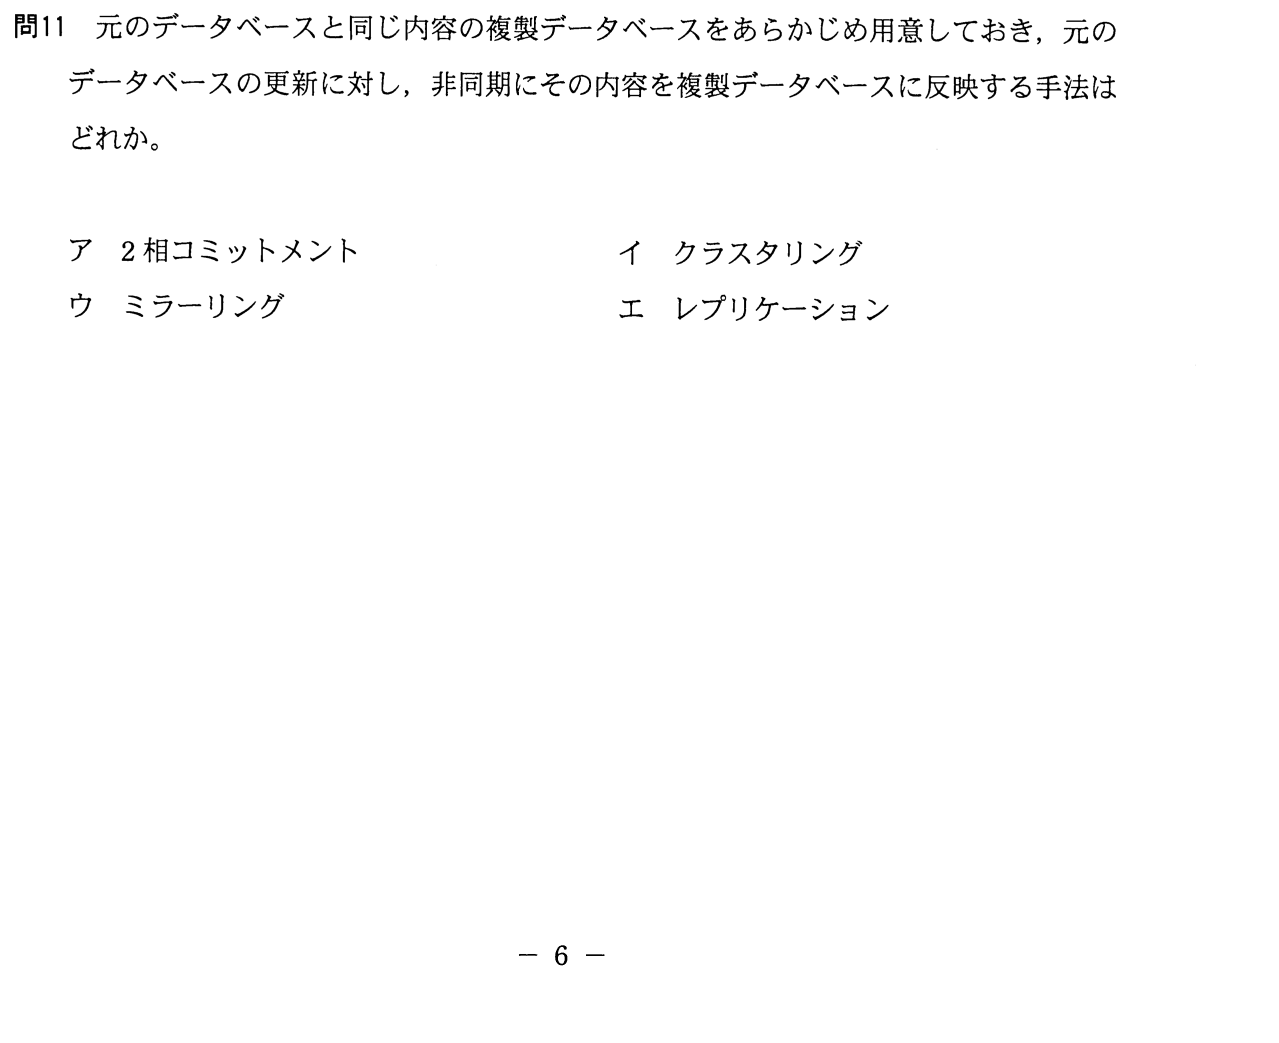 問11　元のデータベースと同じ内容の複製データベースをあらかじめ用意しておき，元の
データベースの更新に対し，非同期にその内容を複製データベースに反映する手法は
どれか。
ア　2相コミットメント　　イ　クラスタリング
ウ　ミラーリング　　エ　レプリケーション
－ 6 －